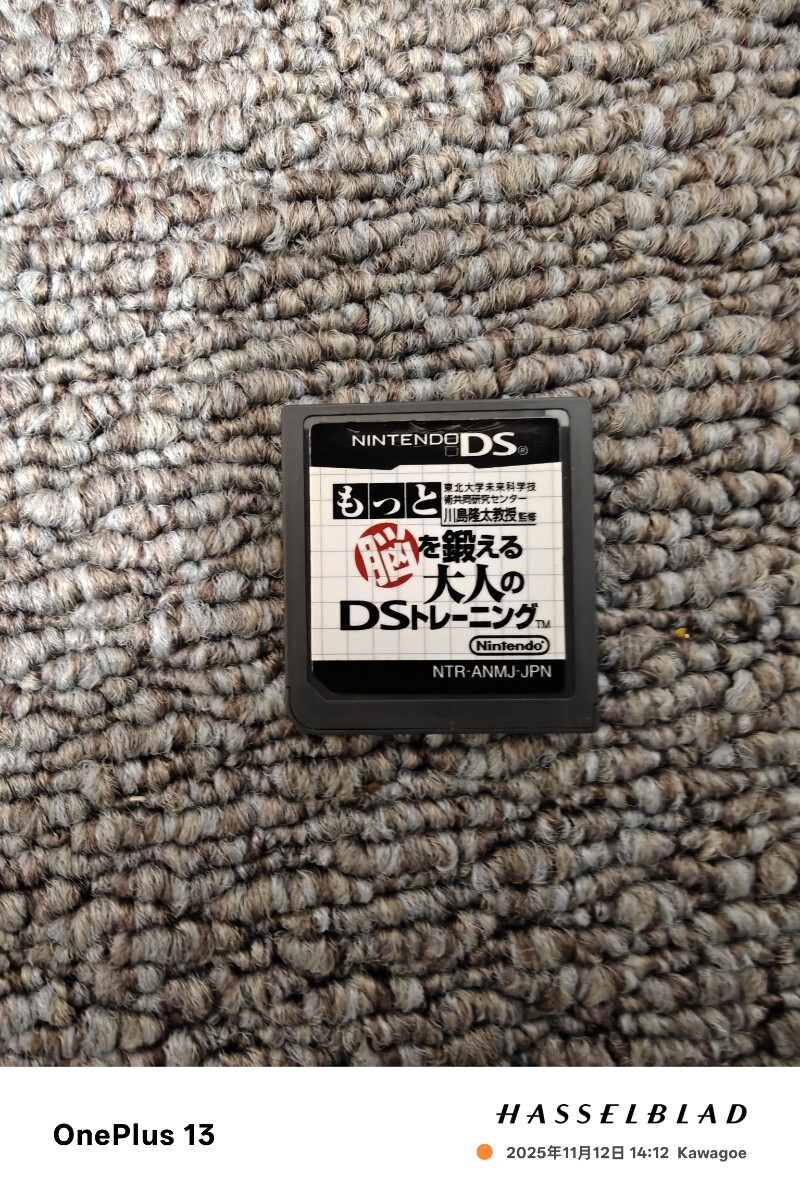 NINTENDO DS®
もっと
東北大学未来科学技
術共同研究センター
川島隆太教授監修
脳を鍛える
大人の
DSトレーニング™
Nintendo®
NTR-ANMJ-JPN
OnePlus 13
HASSELBLAD
2025年11月12日 14:12 Kawagoe